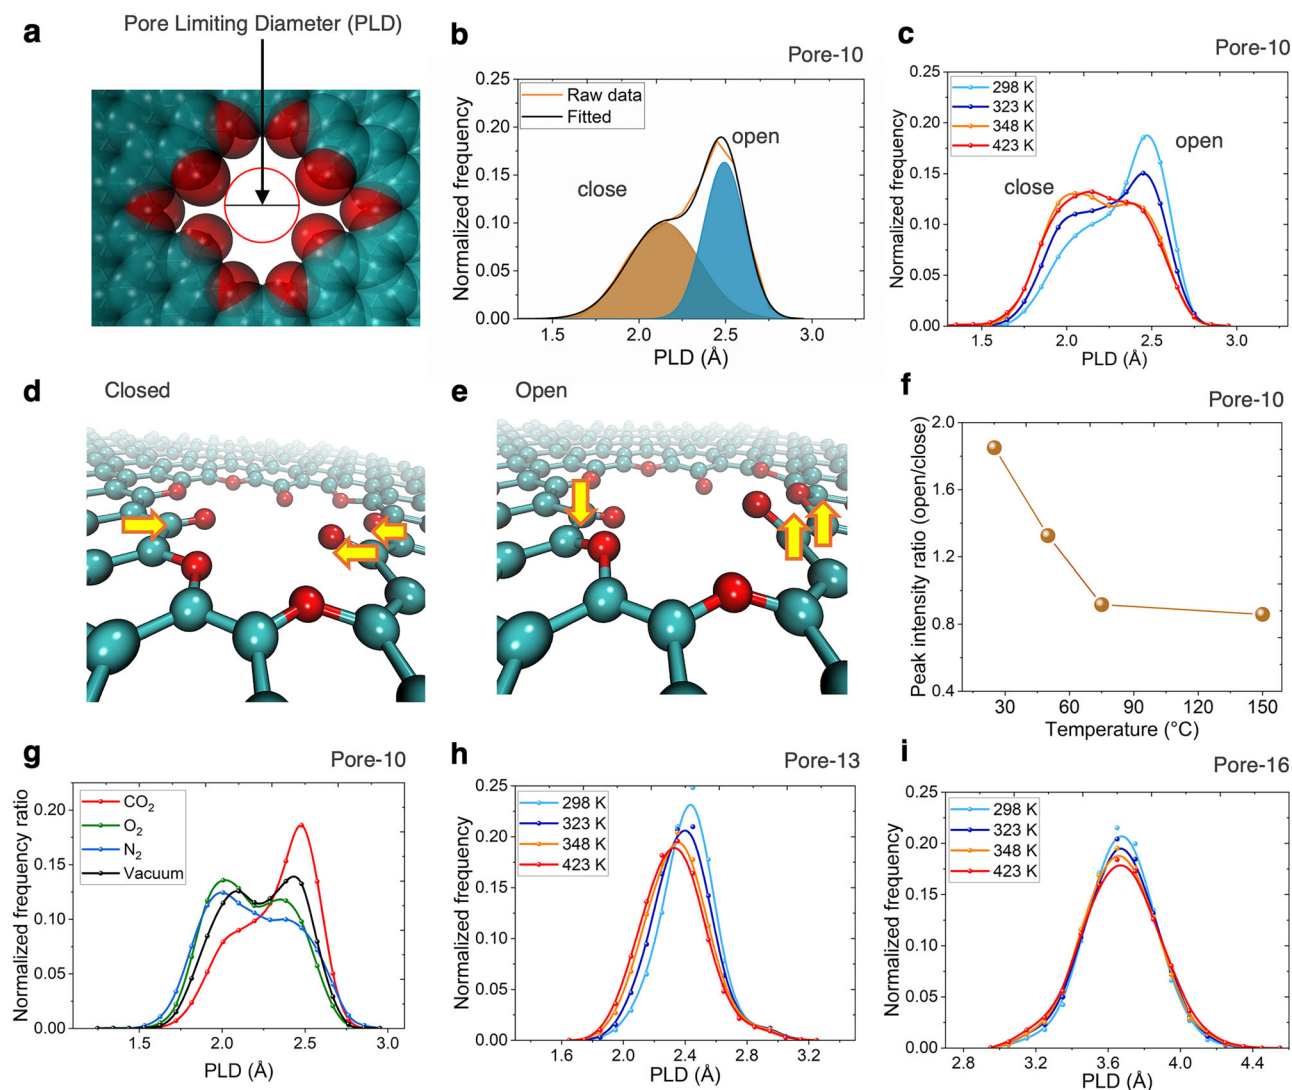 a
Pore Limiting Diameter (PLD)
b
Pore-10
Normalized frequency
0.25
0.20
0.15
0.10
0.05
0.00
Raw data
Fitted
close
open
1.5 2.0 2.5 3.0
PLD (Å)
c
Pore-10
Normalized frequency
0.25
0.20
0.15
0.10
0.05
0.00
298 K
323 K
348 K
423 K
close
open
1.5 2.0 2.5 3.0
PLD (Å)
d
Closed
e
Open
f
Pore-10
Peak intensity ratio (open/close)
2.0
1.6
1.2
0.8
0.4
30 60 90 120 150
Temperature (°C)
g
Pore-10
Normalized frequency ratio
0.20
0.15
0.10
0.05
0.00
CO₂
O₂
N₂
Vacuum
1.5 2.0 2.5 3.0
PLD (Å)
h
Pore-13
Normalized frequency
0.25
0.20
0.15
0.10
0.05
0.00
298 K
323 K
348 K
423 K
1.6 2.0 2.4 2.8 3.2
PLD (Å)
i
Pore-16
Normalized frequency
0.25
0.20
0.15
0.10
0.05
0.00
298 K
323 K
348 K
423 K
2.8 3.2 3.6 4.0 4.4
PLD (Å)